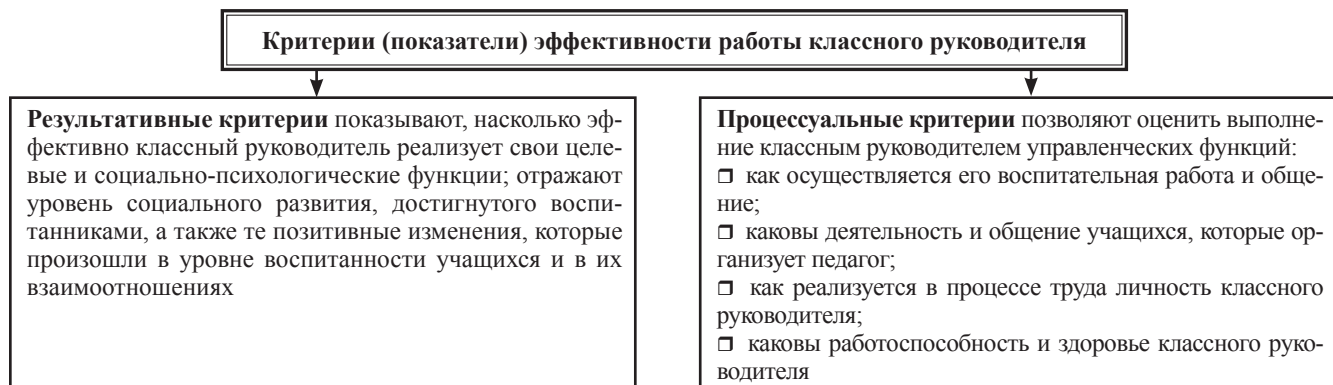 Критерии (показатели) эффективности работы классного руководителя
Результативные критерии показывают, насколько эф-
фективно классный руководитель реализует свои целе-
вые и социально-психологические функции; отражают
уровень социального развития, достигнутого воспи-
танниками, а также те позитивные изменения, которые
произошли в уровне воспитанности учащихся и в их
взаимоотношениях
Процессуальные критерии позволяют оценить выполне-
ние классным руководителем управленческих функций:
❒ как осуществляется его воспитательная работа и обще-
ние;
❒ каковы деятельность и общение учащихся, которые ор-
ганизует педагог;
❒ как реализуется в процессе труда личность классного
руководителя;
❒ каковы работоспособность и здоровье классного руко-
водителя